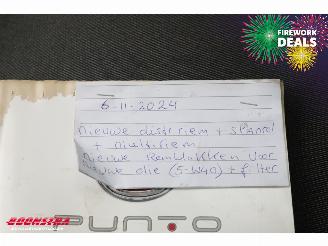 FIREWORK
DEALS
6-11-2024
Nieuwe distr riem + spanrol
+ multiriem
Nieuwe Remblokken voor
Nieuwe olie (5-W40) + filter
PUNTO
BOONSTRA